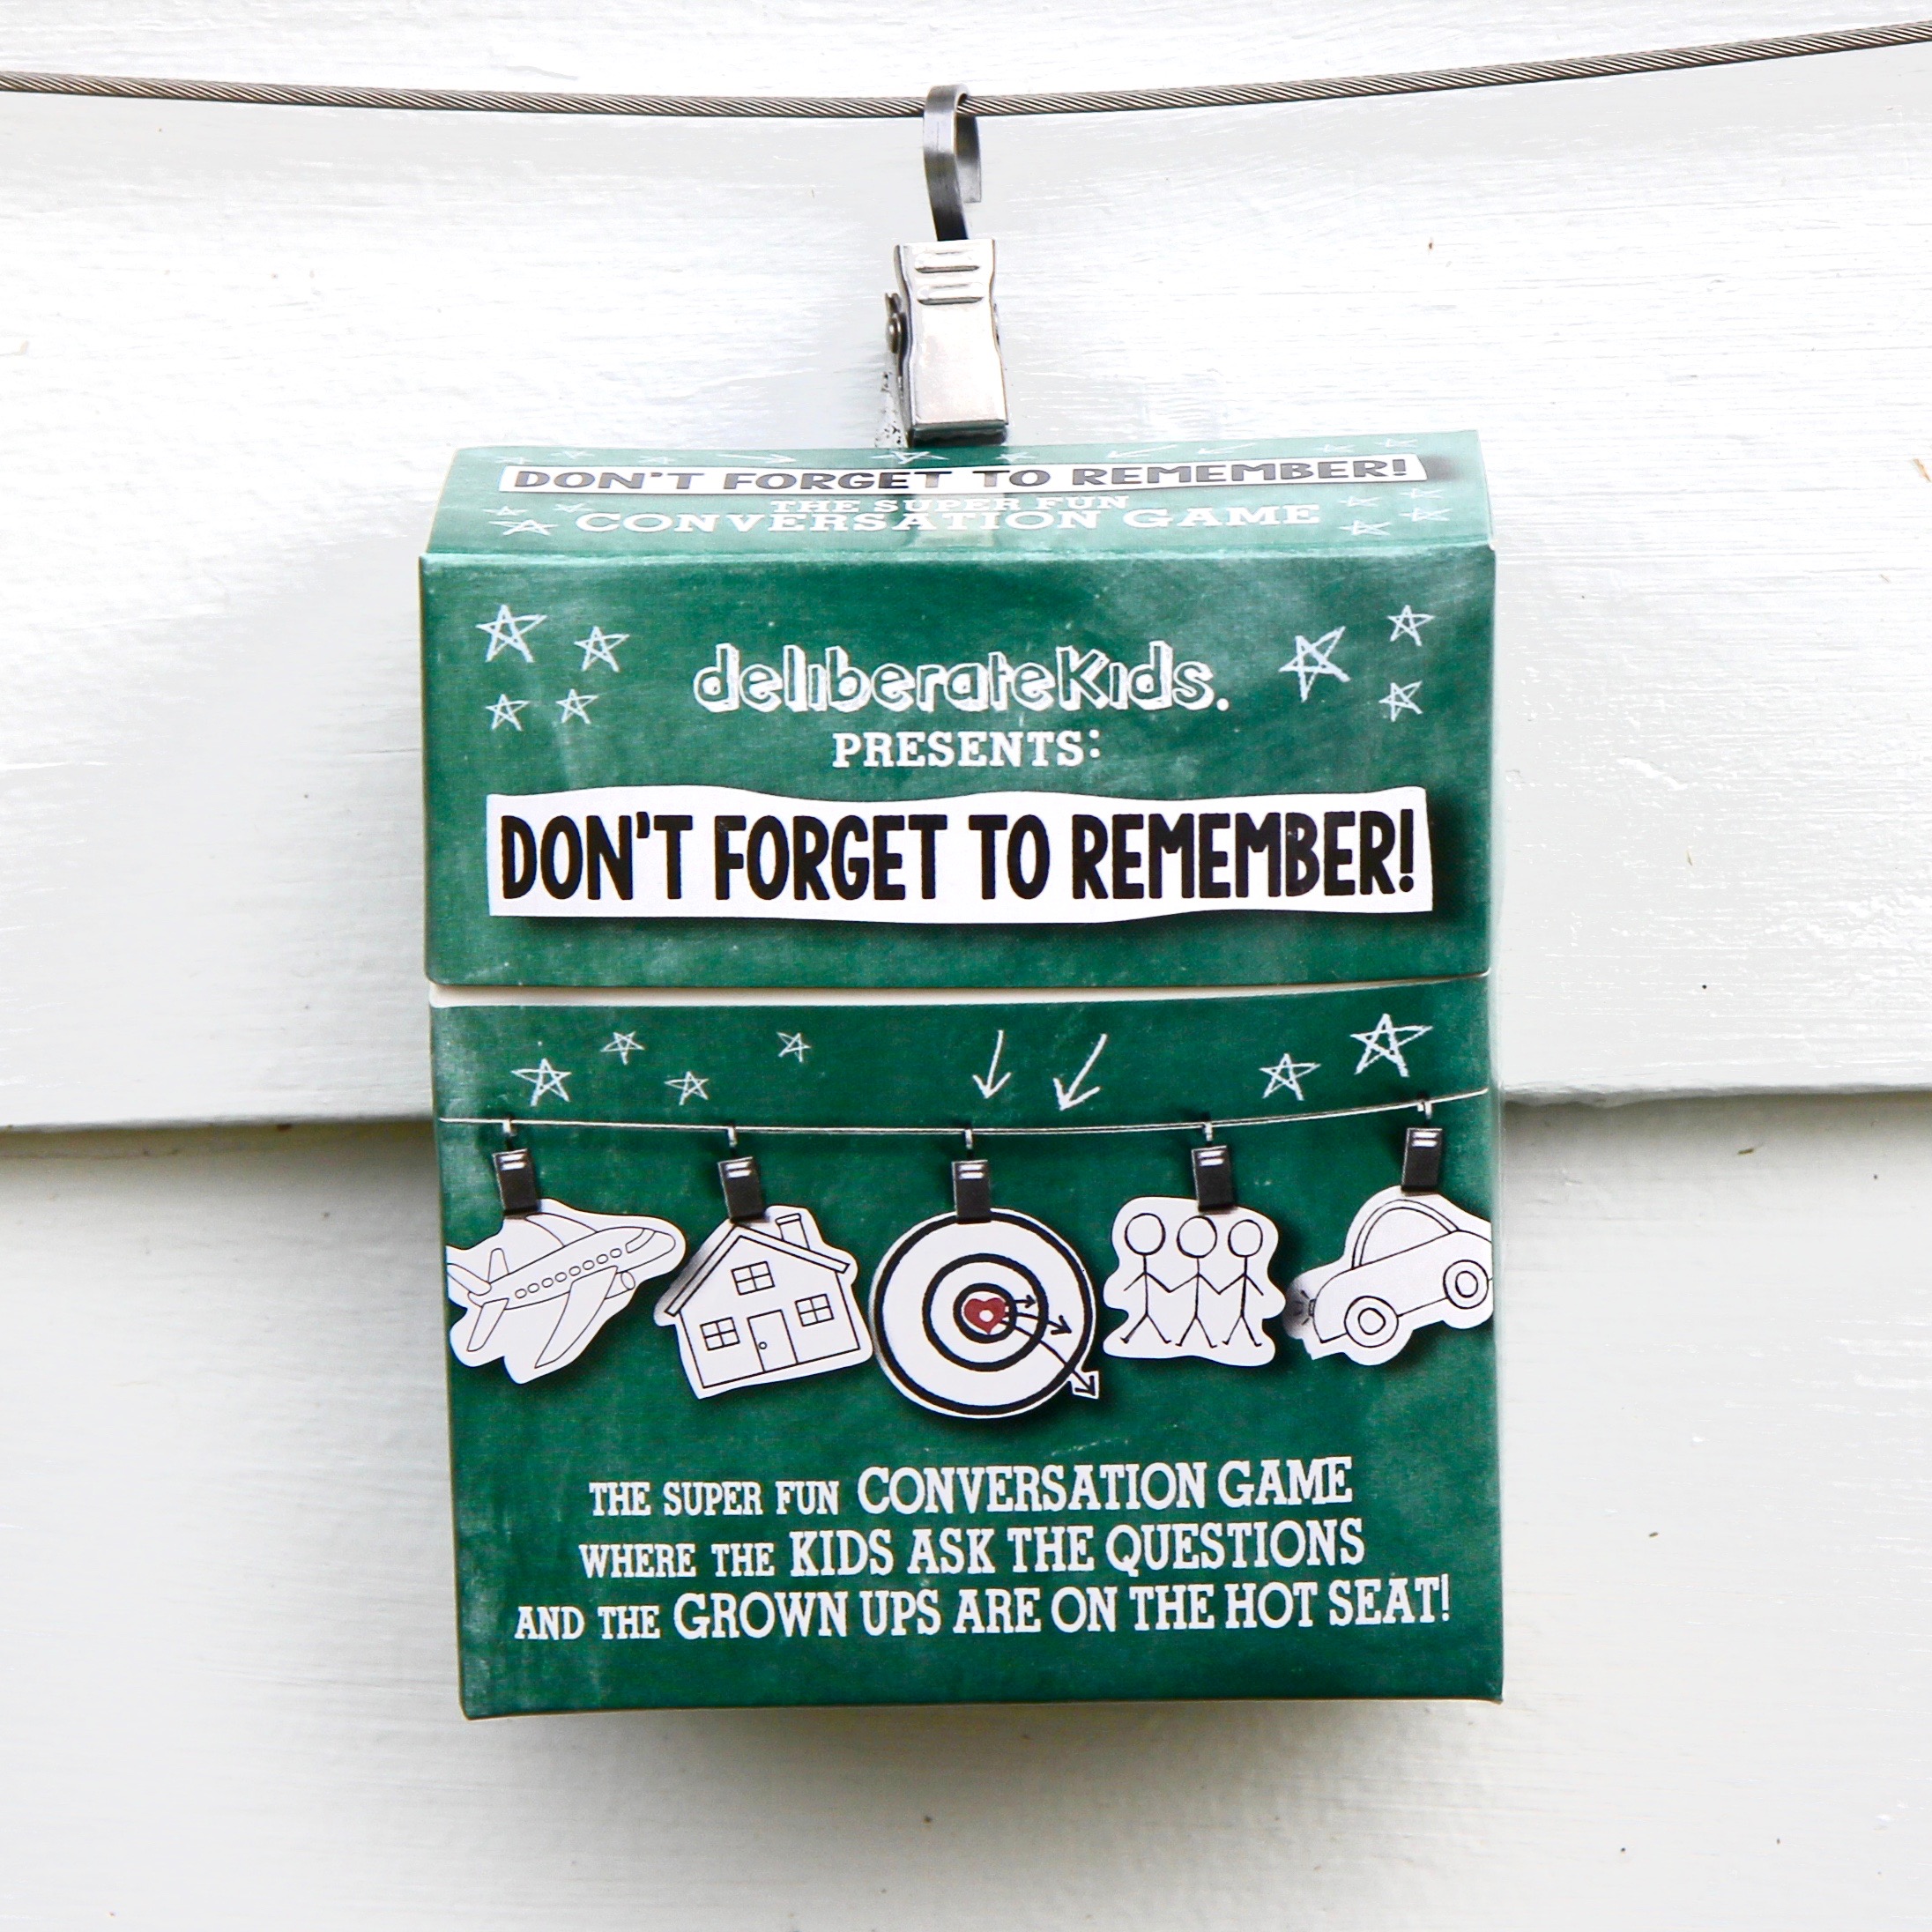 DON'T FORGET TO REMEMBER!
THE SUPER FUN
CONVERSATION GAME
deliberateKids.
PRESENTS:
DON'T FORGET TO REMEMBER!
THE SUPER FUN CONVERSATION GAME
WHERE THE KIDS ASK THE QUESTIONS
AND THE GROWN UPS ARE ON THE HOT SEAT!